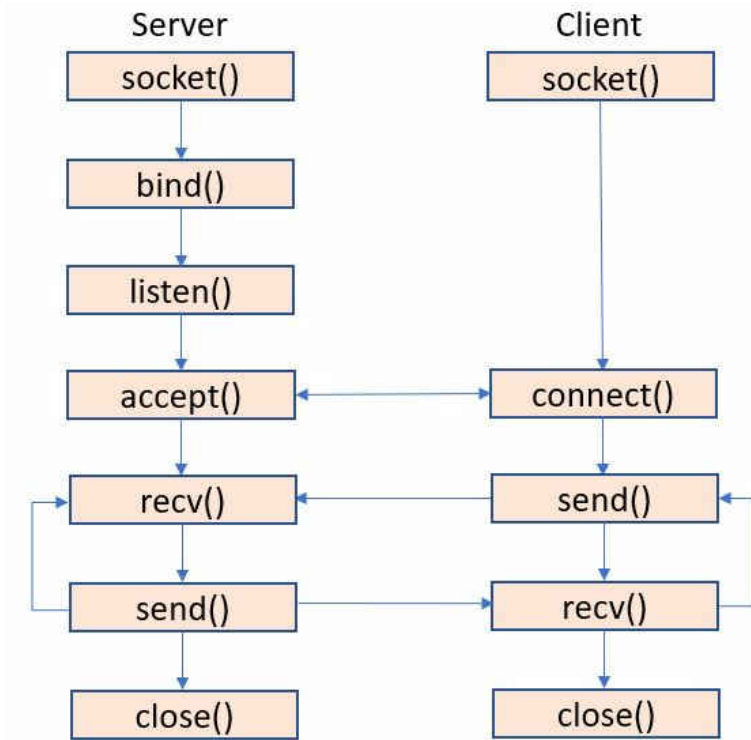 Server
Client
socket()
socket()
bind()
listen()
accept()
connect()
recv()
send()
send()
recv()
close()
close()